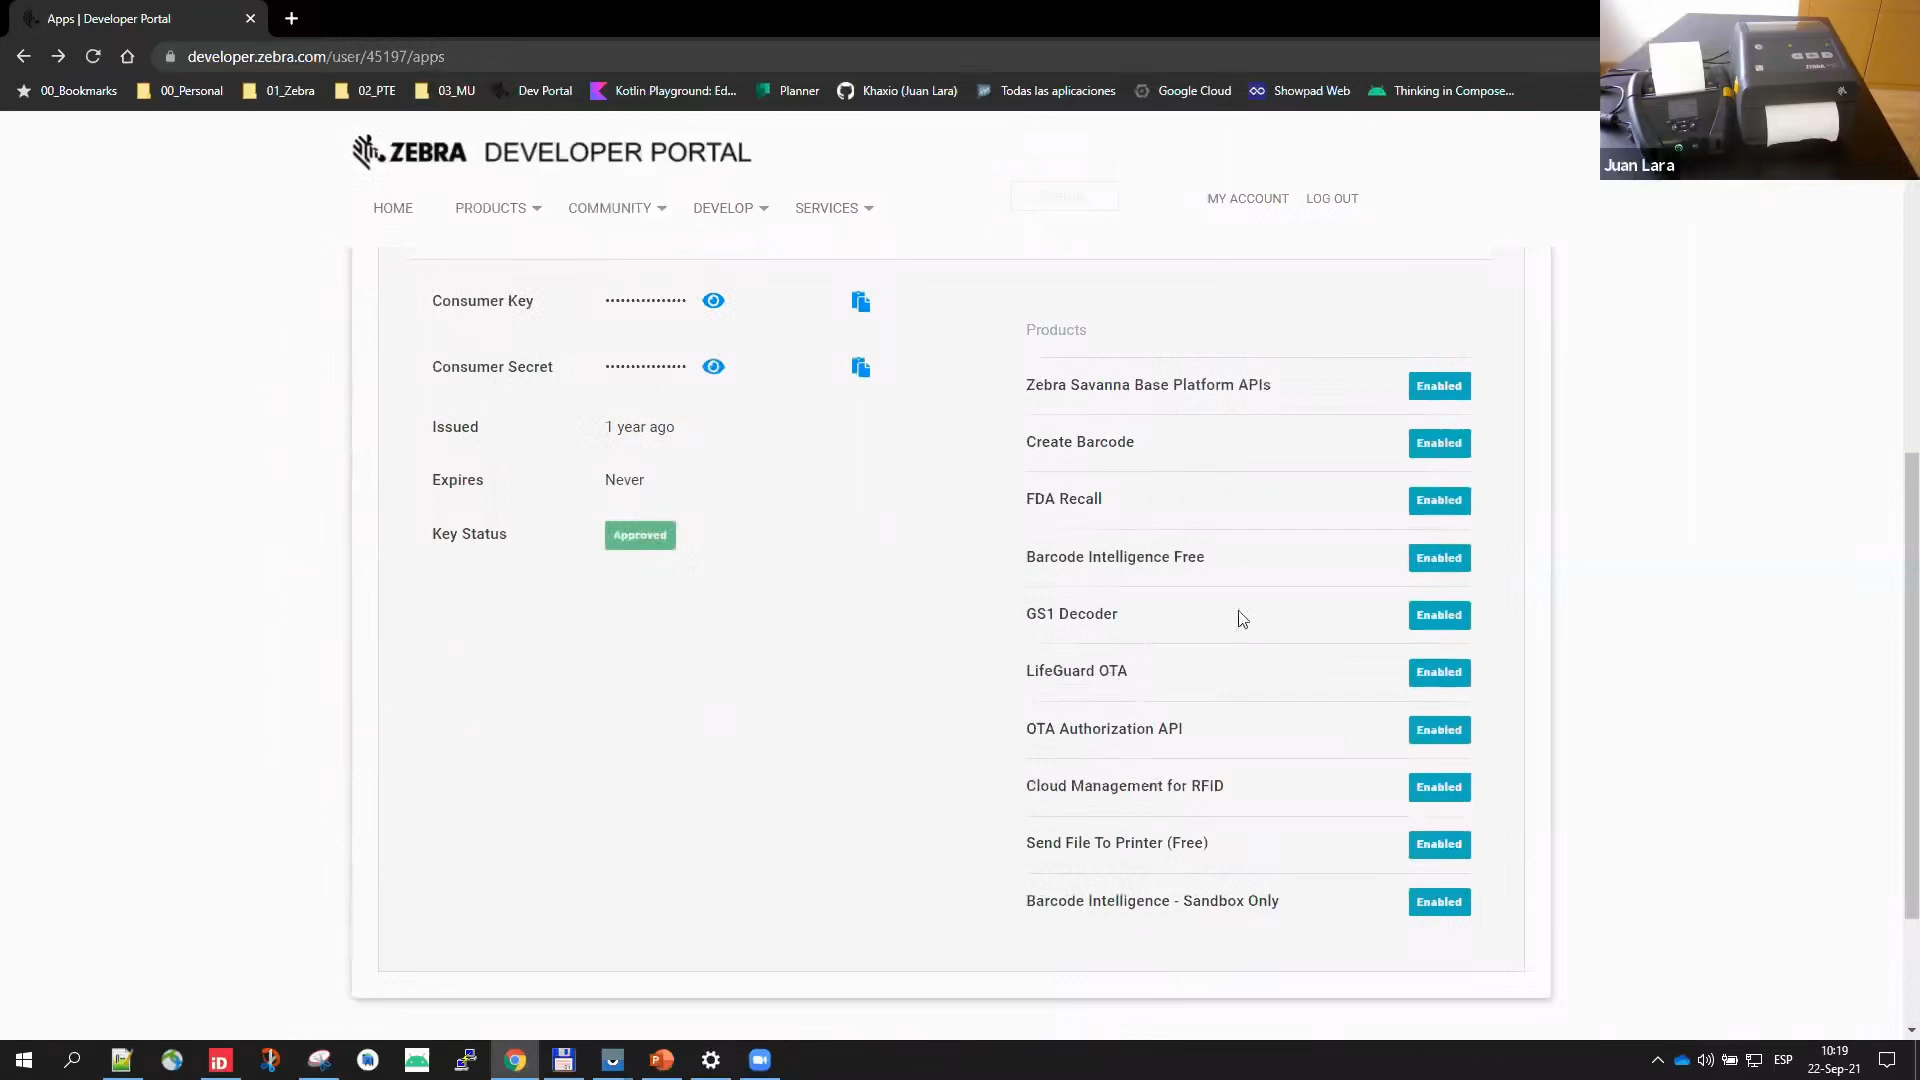 Apps | Developer Portal
developer.zebra.com/user/45197/apps
00_Bookmarks 00_Personal 01_Zebra 02_PTE 03_MU Dev Portal Kotlin Playground: Ed... Planner Khaxio (Juan Lara) Todas las aplicaciones Google Cloud Showpad Web Thinking in Compose...
ZEBRA
Juan Lara
ZEBRA DEVELOPER PORTAL
MY ACCOUNT LOG OUT
HOME PRODUCTS COMMUNITY DEVELOP SERVICES
Consumer Key ••••••••••••••••
Consumer Secret ••••••••••••••••
Issued 1 year ago
Expires Never
Key Status Approved
Products
Zebra Savanna Base Platform APIs Enabled
Create Barcode Enabled
FDA Recall Enabled
Barcode Intelligence Free Enabled
GS1 Decoder Enabled
LifeGuard OTA Enabled
OTA Authorization API Enabled
Cloud Management for RFID Enabled
Send File To Printer (Free) Enabled
Barcode Intelligence - Sandbox Only Enabled
iD
ESP
10:19
22-Sep-21